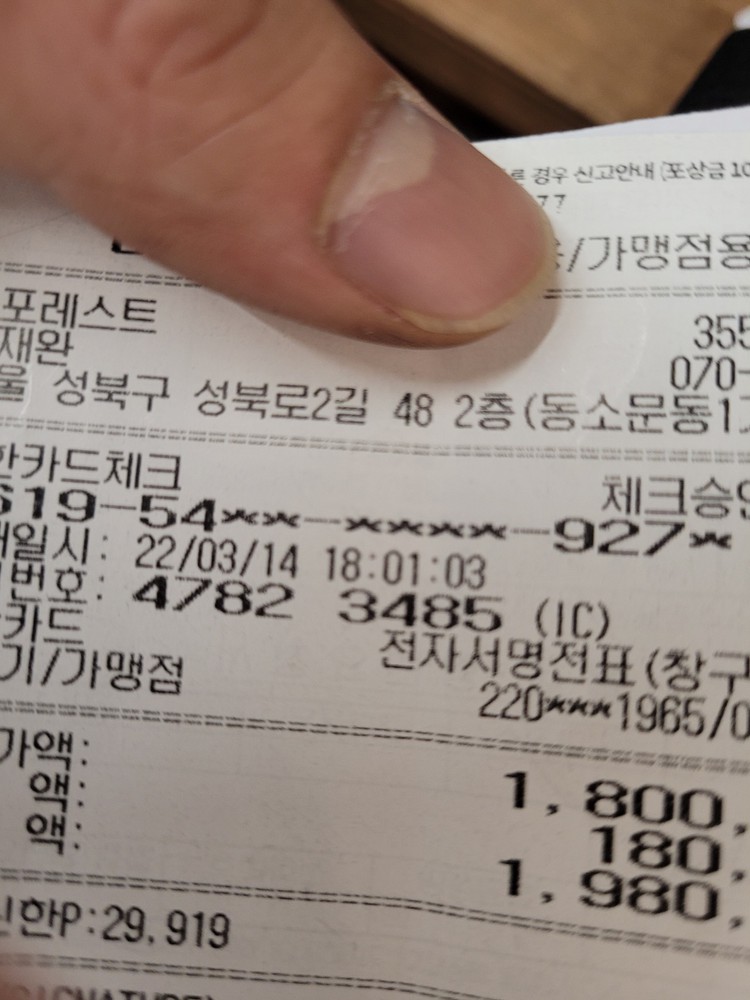 경우 신고안내 (포상금 10
77
/가맹점용
포레스트 355
재완 070-
울 성북구 성북로2길 48 2층(동소문동1
한카드체크 체크승
619-54**-****-927*
일시: 22/03/14 18:01:03
번호: 4782 3485 (IC)
카드 전자서명전표(창구
기/가맹점 220***1965/0
가액: 1,800,
액: 180,
액: 1,980,
신한P:29,919